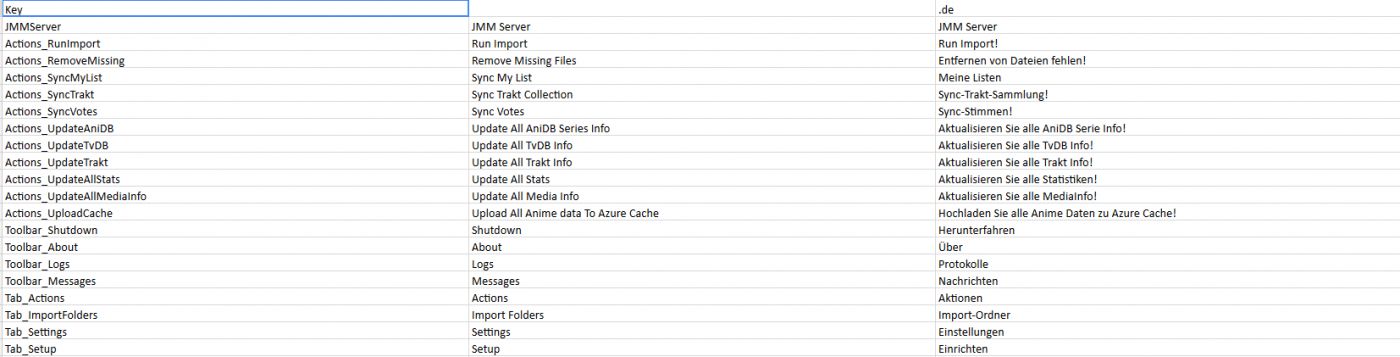 Key .de
JMMServer JMM Server JMM Server
Actions_RunImport Run Import Run Import!
Actions_RemoveMissing Remove Missing Files Entfernen von Dateien fehlen!
Actions_SyncMyList Sync My List Meine Listen
Actions_SyncTrakt Sync Trakt Collection Sync-Trakt-Sammlung!
Actions_SyncVotes Sync Votes Sync-Stimmen!
Actions_UpdateAniDB Update All AniDB Series Info Aktualisieren Sie alle AniDB Serie Info!
Actions_UpdateTvDB Update All TvDB Info Aktualisieren Sie alle TvDB Info!
Actions_UpdateTrakt Update All Trakt Info Aktualisieren Sie alle Trakt Info!
Actions_UpdateAllStats Update All Stats Aktualisieren Sie alle Statistiken!
Actions_UpdateAllMediaInfo Update All Media Info Aktualisieren Sie alle MediaInfo!
Actions_UploadCache Upload All Anime data To Azure Cache Hochladen Sie alle Anime Daten zu Azure Cache!
Toolbar_Shutdown Shutdown Herunterfahren
Toolbar_About About Über
Toolbar_Logs Logs Protokolle
Toolbar_Messages Messages Nachrichten
Tab_Actions Actions Aktionen
Tab_ImportFolders Import Folders Import-Ordner
Tab_Settings Settings Einstellungen
Tab_Setup Setup Einrichten